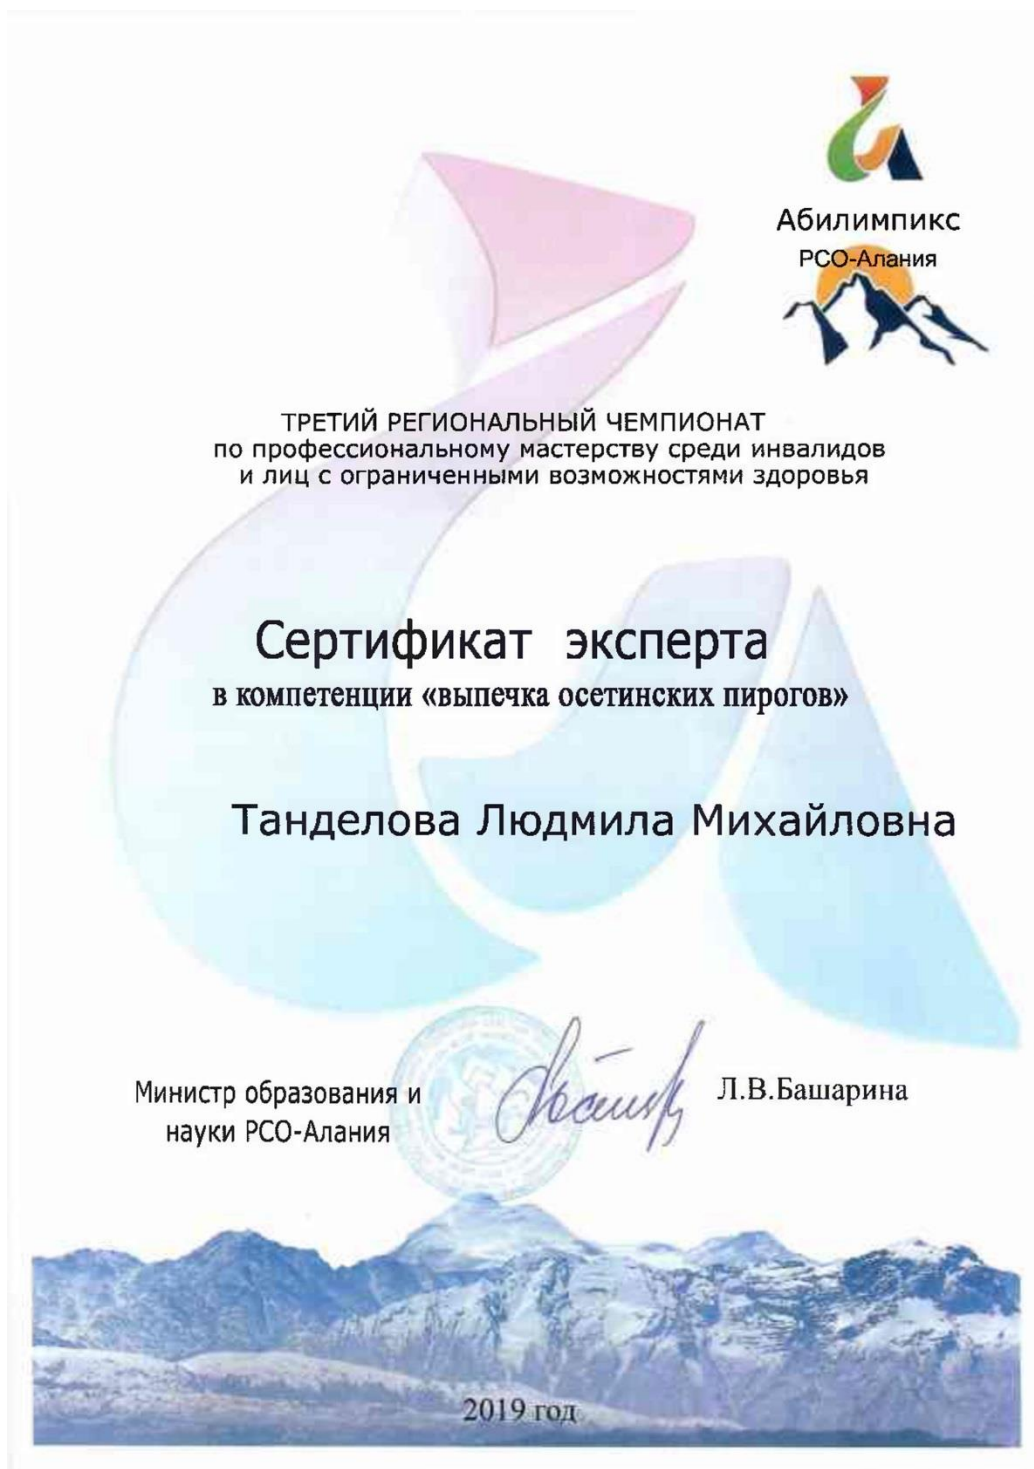 Абилимпикс
РСО-Алания
ТРЕТИЙ РЕГИОНАЛЬНЫЙ ЧЕМПИОНАТ
по профессиональному мастерству среди инвалидов
и лиц с ограниченными возможностями здоровья
Сертификат эксперта
в компетенции «выпечка осетинских пирогов»
Танделова Людмила Михайловна
Министр образования и
науки РСО-Алания
Л.В.Башарина
2019 год